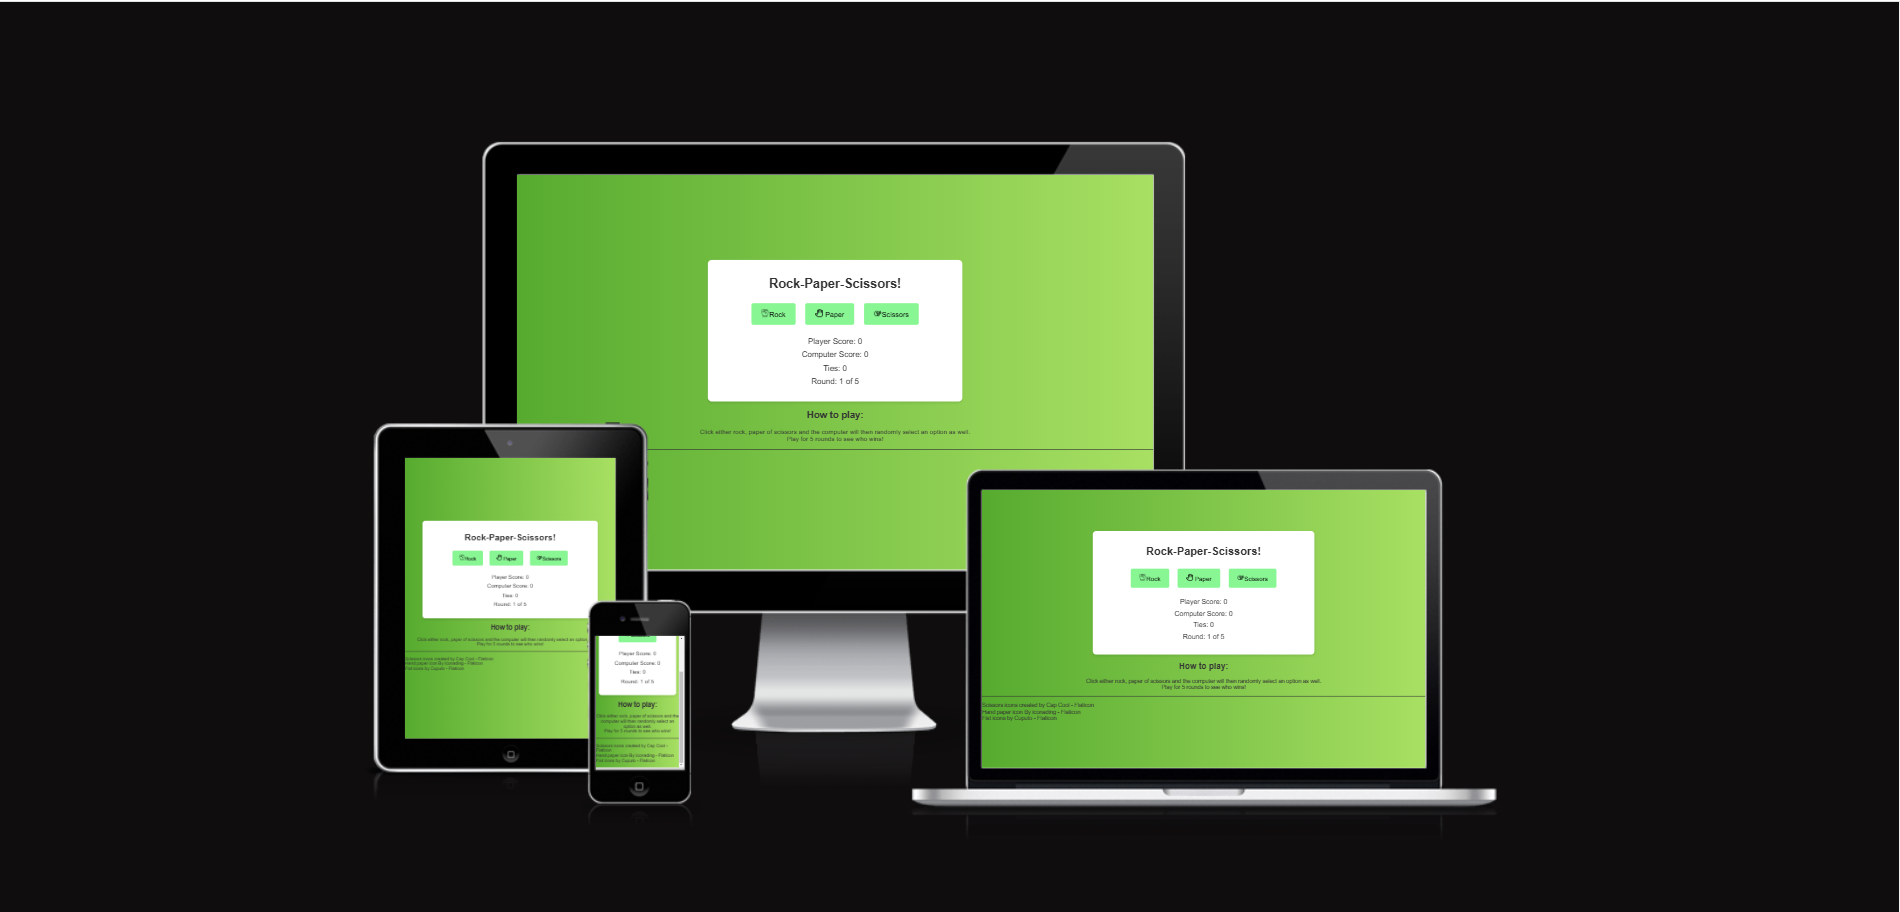 Rock-Paper-Scissors!
Rock Paper Scissors
Player Score: 0
Computer Score: 0
Ties: 0
Round: 1 of 5
How to play:
Click either rock, paper of scissors and the computer will then randomly select an option as well.
Play for 5 rounds to see who wins!
Rock-Paper-Scissors!
Rock Paper Scissors
Player Score: 0
Computer Score: 0
Ties: 0
Round: 1 of 5
How to play:
Click either rock, paper of scissors and the computer will then randomly select an option
Play for 5 rounds to see who wins!
Scissors icons created by Cap Cool - Flaticon
Hand paper icon By iconading - Flaticon
Fist icons by Cupulo - Flaticon
Player Score: 0
Computer Score: 0
Ties: 0
Round: 1 of 5
How to play:
Click either rock, paper of scissors and the
computer will then randomly select an
option as well.
Play for 5 rounds to see who wins!
Scissors icons created by Cap Cool -
Flaticon
Hand paper icon By iconading - Flaticon
Fist icons by Cupulo - Flaticon
Rock-Paper-Scissors!
Rock Paper Scissors
Player Score: 0
Computer Score: 0
Ties: 0
Round: 1 of 5
How to play:
Click either rock, paper of scissors and the computer will then randomly select an option as well.
Play for 5 rounds to see who wins!
Scissors icons created by Cap Cool - Flaticon
Hand paper icon By iconading - Flaticon
Fist icons by Cupulo - Flaticon